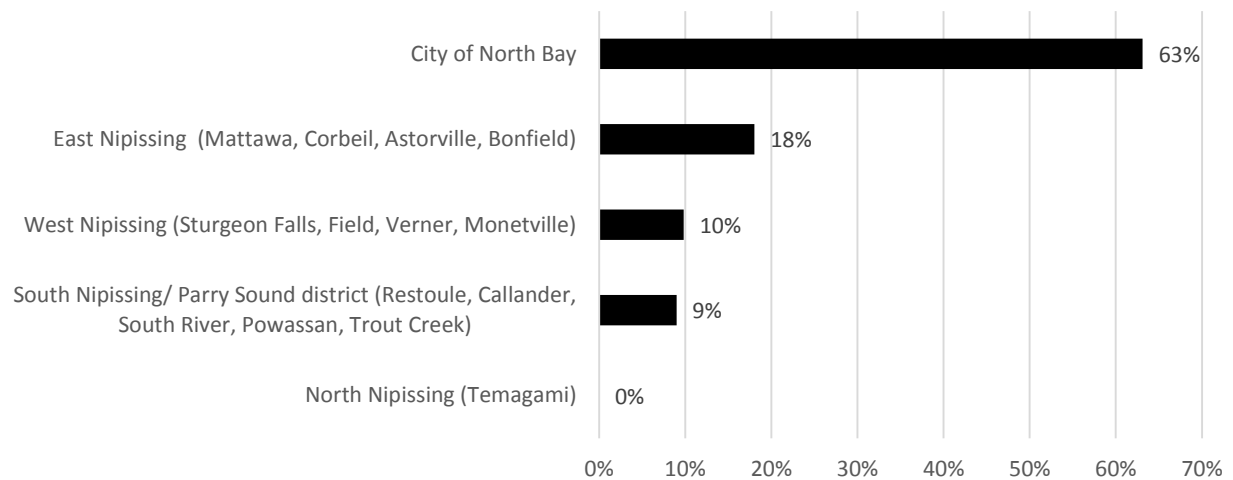 City of North Bay
63%
East Nipissing  (Mattawa, Corbeil, Astorville, Bonfield)
18%
West Nipissing (Sturgeon Falls, Field, Verner, Monetville)
10%
South Nipissing/ Parry Sound district (Restoule, Callander,
South River, Powassan, Trout Creek)
9%
North Nipissing (Temagami)
0%
0% 10% 20% 30% 40% 50% 60% 70%